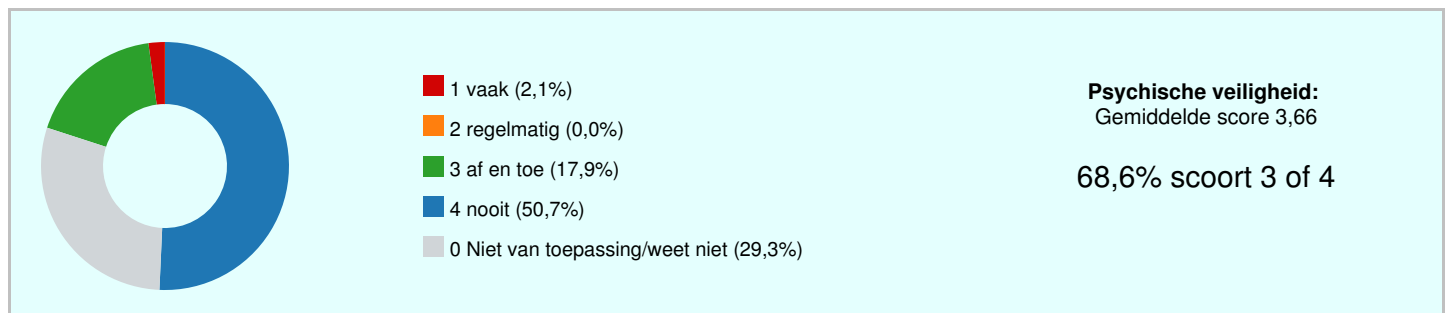 1 vaak (2,1%)
2 regelmatig (0,0%)
3 af en toe (17,9%)
4 nooit (50,7%)
0 Niet van toepassing/weet niet (29,3%)
Psychische veiligheid:
Gemiddelde score 3,66
68,6% scoort 3 of 4